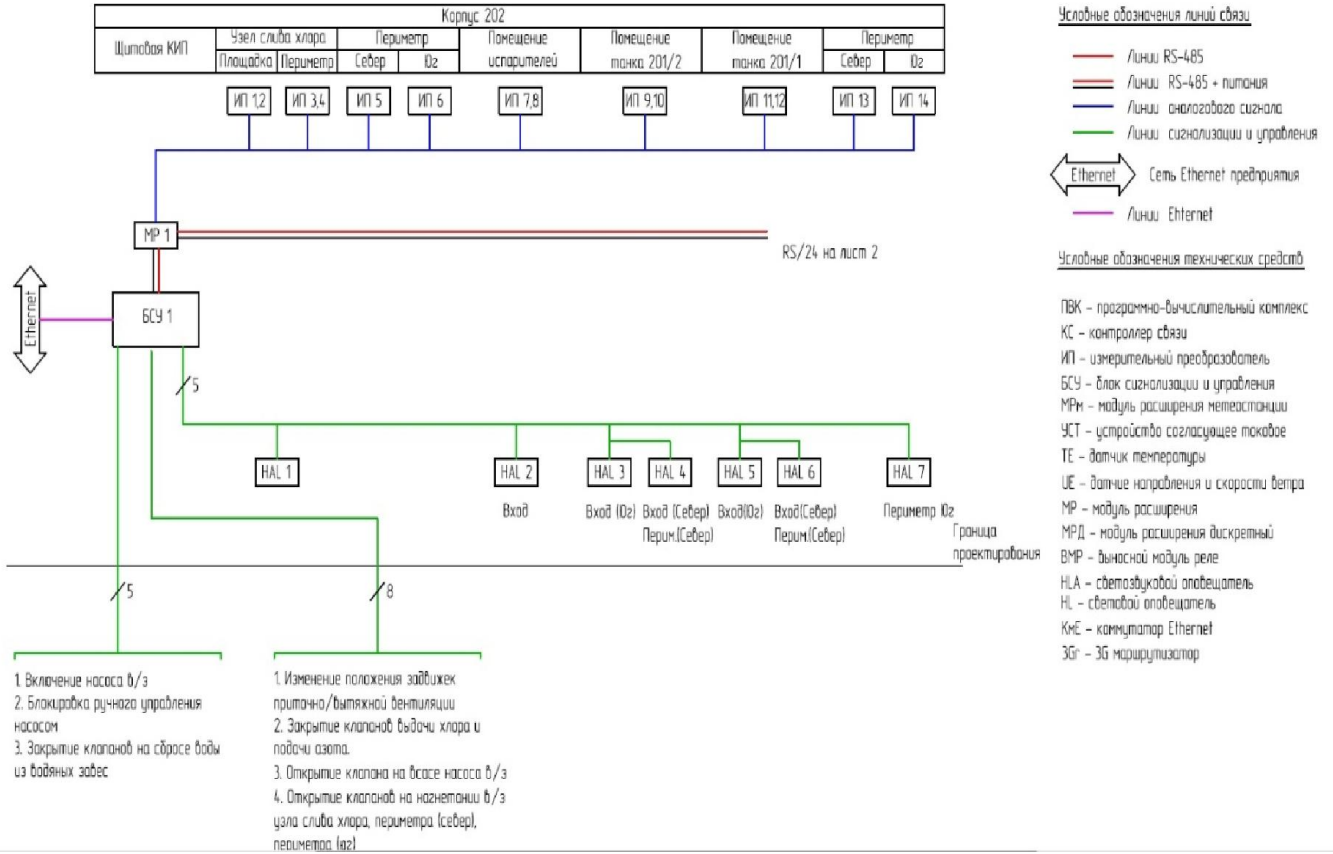 Корпус 202
Щитовая КИП
Узел слива хлора
Периметр
Помещение
испарителей
Помещение
танка 201/2
Помещение
танка 201/1
Периметр
Площадка
Периметр
Север
Юг
Север
Юг
ИП 1,2
ИП 3,4
ИП 5
ИП 6
ИП 7,8
ИП 9,10
ИП 11,12
ИП 13
ИП 14
МР 1
RS/24 на лист 2
Ethernet
БСУ 1
5
HAL 1
HAL 2
HAL 3
HAL 4
HAL 5
HAL 6
HAL 7
Вход
Вход (Юг)
Вход (Север)
Перим.(Север)
Вход(Юг)
Вход(Север)
Перим.(Север)
Периметр Юг
Граница
проектирования
5
8
1. Включение насоса в/з
2. Блокировка ручного управления
насосом
3. Закрытие клапанов на сбросе воды
из водяных завес
1. Изменение положения задвижек
приточно/вытяжной вентиляции
2. Закрытие клапанов выдачи хлора и
подачи азота.
3. Открытие клапана на всасе насоса в/з
4. Открытие клапанов на нагнетании в/з
узла слива хлора, периметра (север),
периметра (юг)
Условные обозначения линий связи
Линии RS-485
Линии RS-485 + питания
Линии аналогового сигнала
Линии сигнализации и управления
Ethernet
Сеть Ethernet предприятия
Линии Ehternet
Условные обозначения технических средств
ПВК - программно-вычислительный комплекс
КС - контроллер связи
ИП - измерительный преобразователь
БСУ - блок сигнализации и управления
МРм - модуль расширения метеостанции
УСТ - устройство согласующее токовое
TE - датчик температуры
UE - датчие направления и скорости ветра
МР - модуль расширения
МРД - модуль расширения дискретный
ВМР - выносной модуль реле
HLA - светозвуковой оповещатель
HL - световой оповещатель
КмЕ - коммутатор Ethernet
3Gr - 3G маршрутизатор